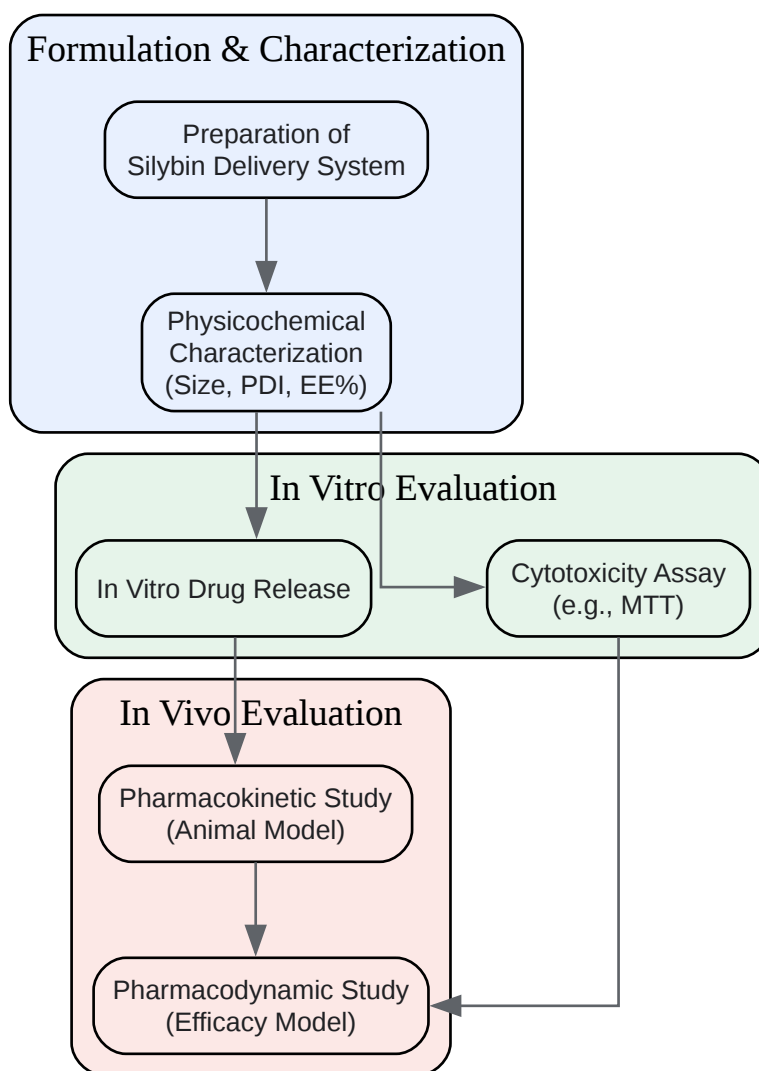 Formulation & Characterization
Preparation of
Silybin Delivery System
Physicochemical
Characterization
(Size, PDI, EE%)
In Vitro Evaluation
In Vitro Drug Release
Cytotoxicity Assay
(e.g., MTT)
In Vivo Evaluation
Pharmacokinetic Study
(Animal Model)
Pharmacodynamic Study
(Efficacy Model)